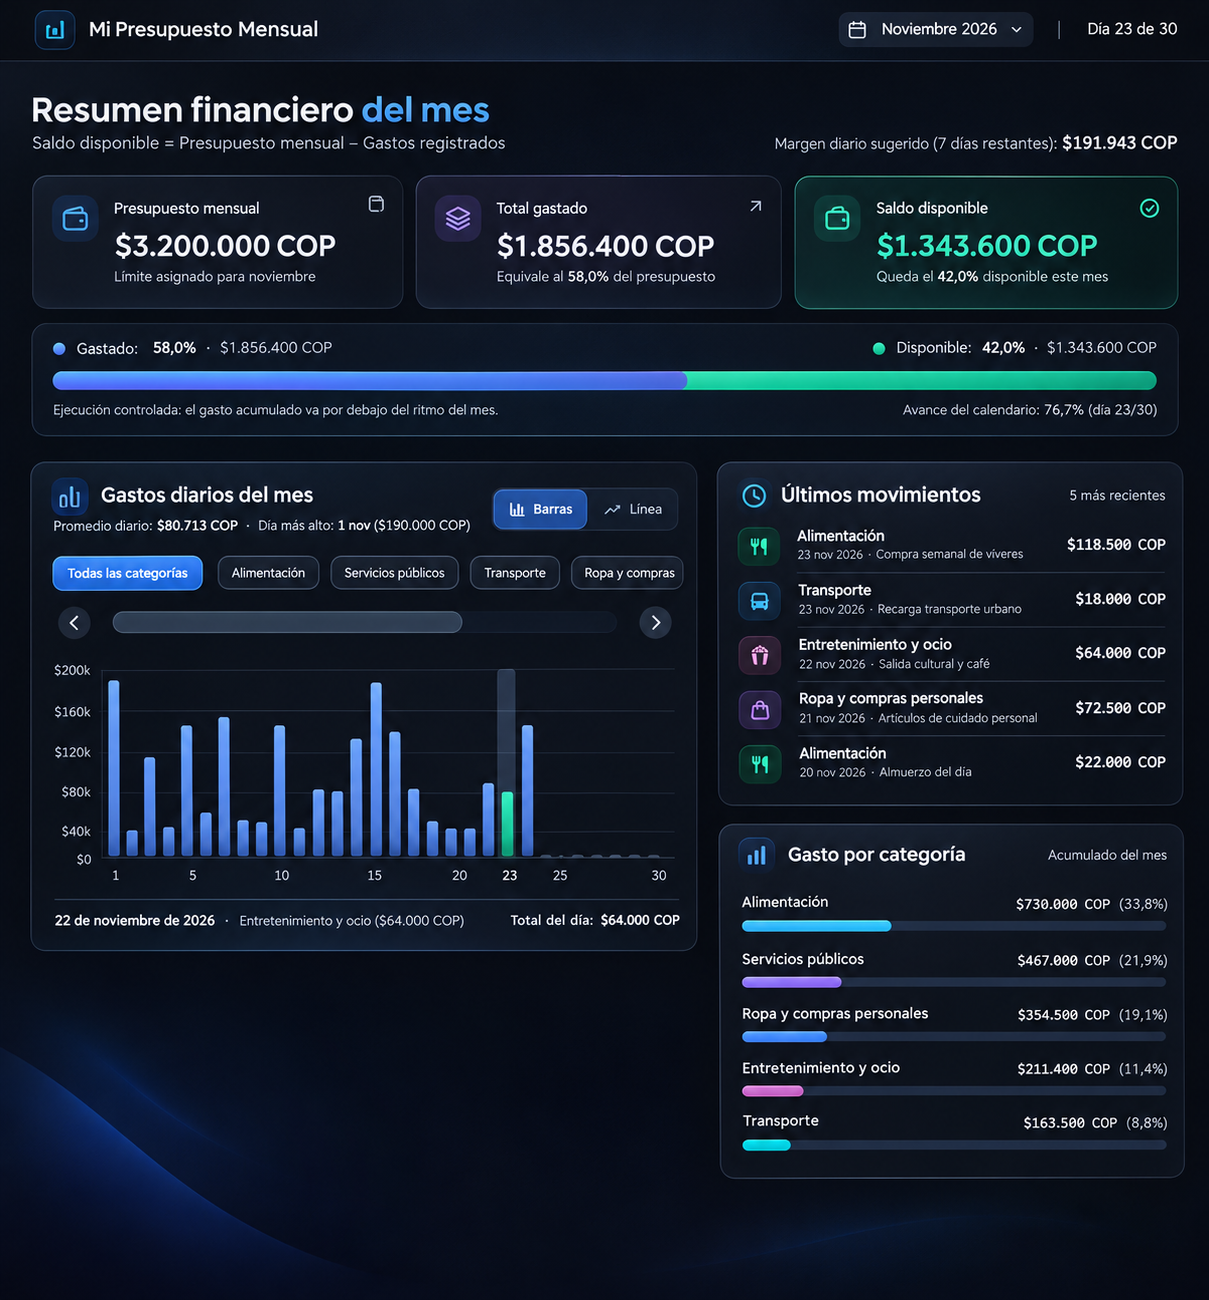 Mi Presupuesto Mensual
Noviembre 2026
Día 23 de 30
Resumen financiero del mes
Saldo disponible = Presupuesto mensual – Gastos registrados
Margen diario sugerido (7 días restantes): $191.943 COP
Presupuesto mensual
$3.200.000 COP
Límite asignado para noviembre
Total gastado
$1.856.400 COP
Equivale al 58,0% del presupuesto
Saldo disponible
$1.343.600 COP
Queda el 42,0% disponible este mes
Gastado: 58,0% · $1.856.400 COP
Disponible: 42,0% · $1.343.600 COP
Ejecución controlada: el gasto acumulado va por debajo del ritmo del mes.
Avance del calendario: 76,7% (día 23/30)
Gastos diarios del mes
Promedio diario: $80.713 COP · Día más alto: 1 nov ($190.000 COP)
Barras
Línea
Todas las categorías
Alimentación
Servicios públicos
Transporte
Ropa y compras
$200k
$160k
$120k
$80k
$40k
$0
1 5 10 15 20 23 25 30
22 de noviembre de 2026 · Entretenimiento y ocio ($64.000 COP)
Total del día: $64.000 COP
Últimos movimientos
5 más recientes
Alimentación
23 nov 2026 · Compra semanal de víveres
$118.500 COP
Transporte
23 nov 2026 · Recarga transporte urbano
$18.000 COP
Entretenimiento y ocio
22 nov 2026 · Salida cultural y café
$64.000 COP
Ropa y compras personales
21 nov 2026 · Artículos de cuidado personal
$72.500 COP
Alimentación
20 nov 2026 · Almuerzo del día
$22.000 COP
Gasto por categoría
Acumulado del mes
Alimentación
$730.000 COP (33,8%)
Servicios públicos
$467.000 COP (21,9%)
Ropa y compras personales
$354.500 COP (19,1%)
Entretenimiento y ocio
$211.400 COP (11,4%)
Transporte
$163.500 COP (8,8%)